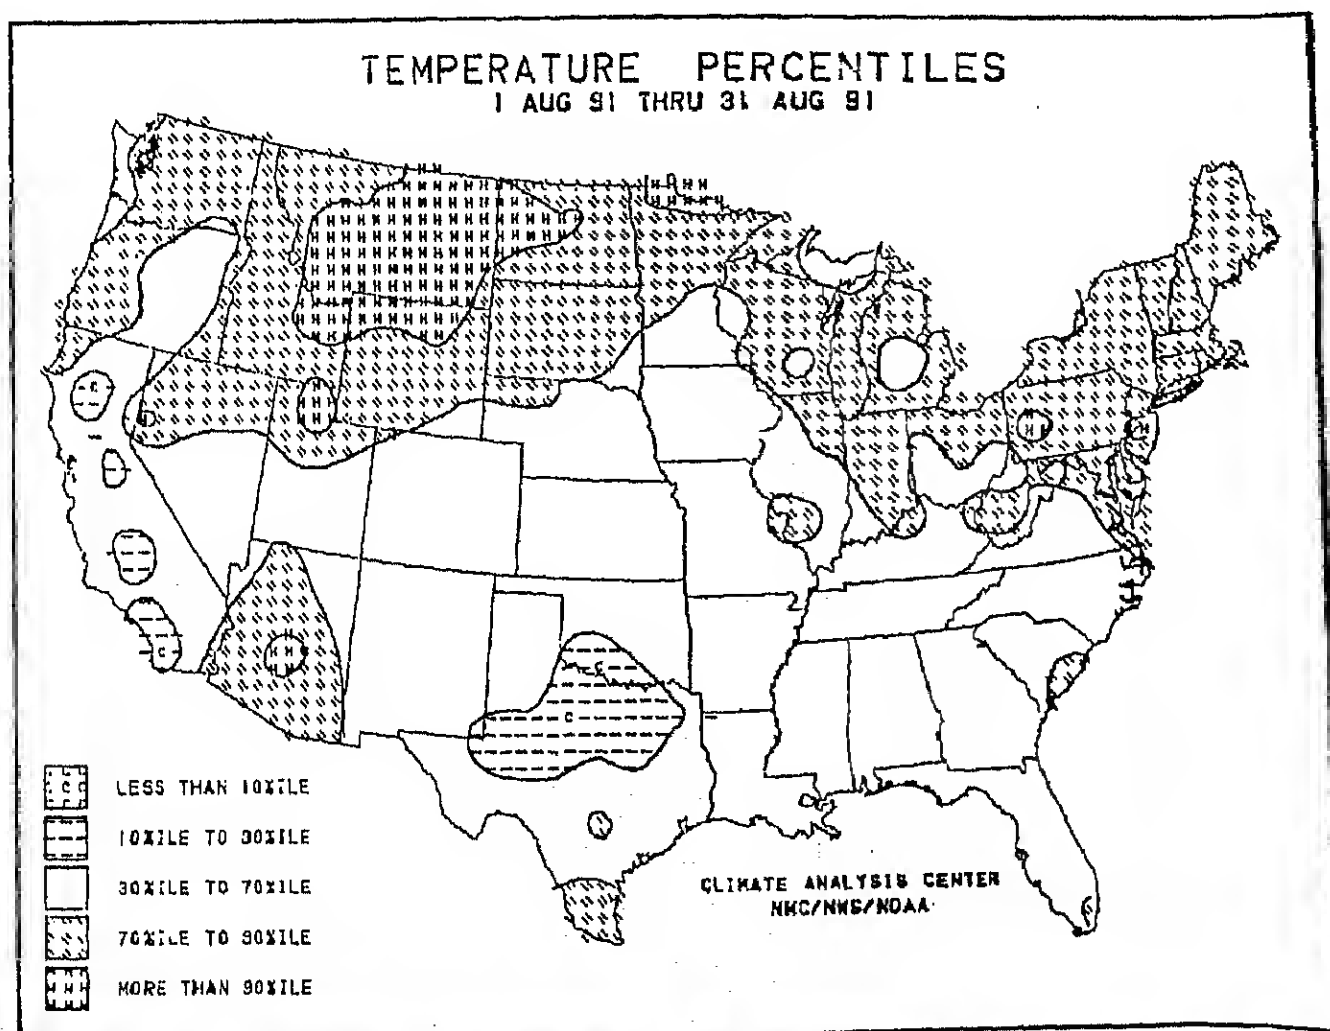 TEMPERATURE PERCENTILES
1 AUG 91 THRU 31 AUG 91
C
C
C
C
LESS THAN 10%ILE
10%ILE TO 30%ILE
30%ILE TO 70%ILE
70%ILE TO 90%ILE
MORE THAN 90%ILE
CLIMATE ANALYSIS CENTER
NMC/NWS/NOAA